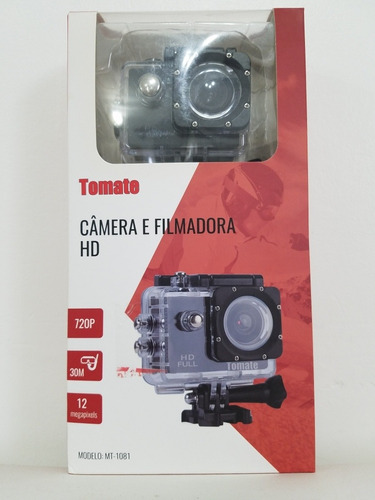 Tomate
CÂMERA E FILMADORA
HD
720P
30M
12
megapixels
HD
FULL
Tomate
MODELO: MT-1081